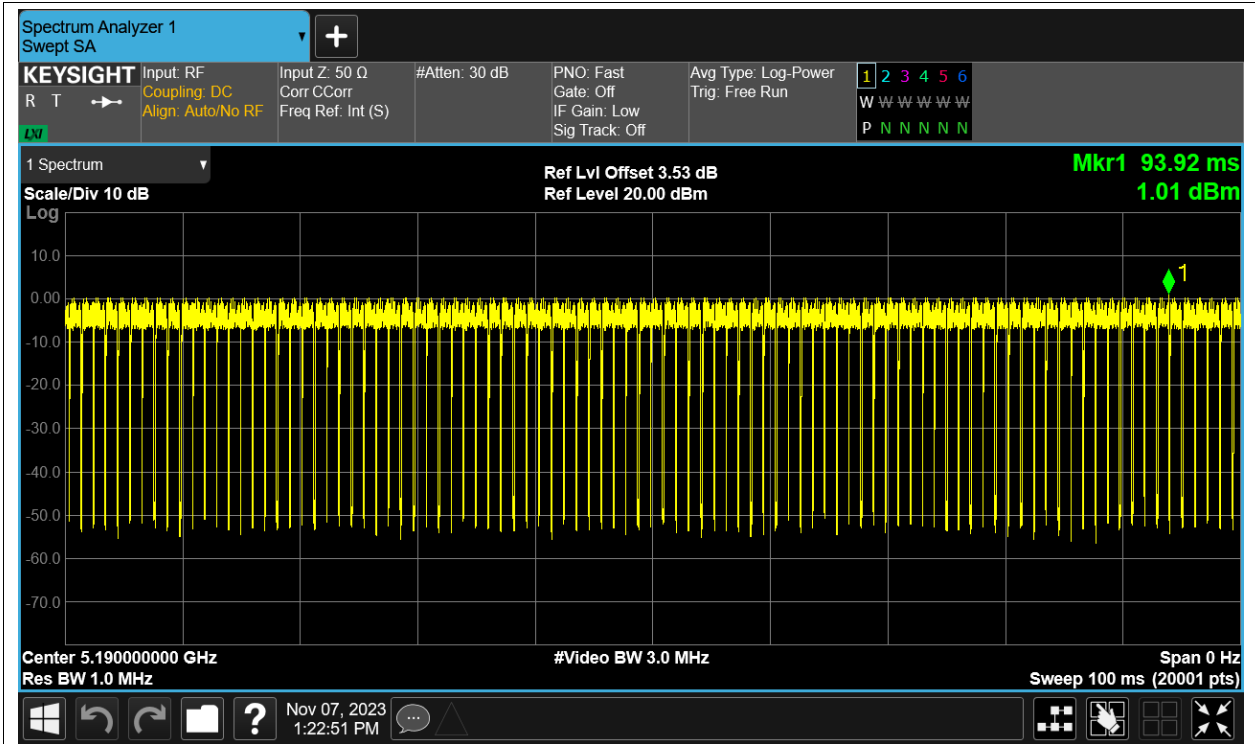 Spectrum Analyzer 1
Swept SA
KEYSIGHT
R T
LXI
Input: RF
Coupling: DC
Align: Auto/No RF
Input Z: 50 Ω
Corr CCorr
Freq Ref: Int (S)
#Atten: 30 dB
PNO: Fast
Gate: Off
IF Gain: Low
Sig Track: Off
Avg Type: Log-Power
Trig: Free Run
1 2 3 4 5 6
W W W W W W
P N N N N N
1 Spectrum
Scale/Div 10 dB
Ref Lvl Offset 3.53 dB
Ref Level 20.00 dBm
Mkr1 93.92 ms
1.01 dBm
Log
10.0
0.00
-10.0
-20.0
-30.0
-40.0
-50.0
-60.0
-70.0
1
Center 5.190000000 GHz
Res BW 1.0 MHz
#Video BW 3.0 MHz
Span 0 Hz
Sweep 100 ms (20001 pts)
?
Nov 07, 2023
1:22:51 PM